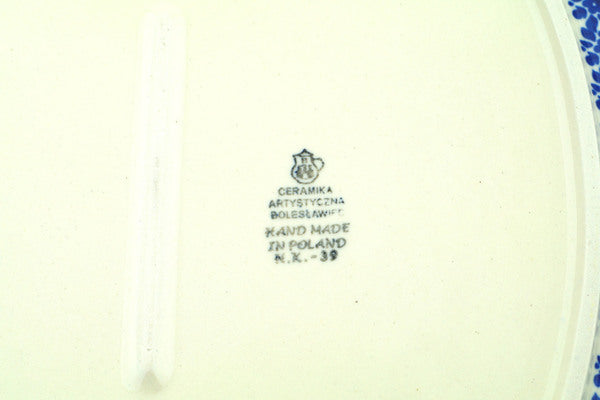 CERAMIKA
ARTYSTYCZNA
BOLESŁAWIEC
HAND MADE
IN POLAND
N.K.-39